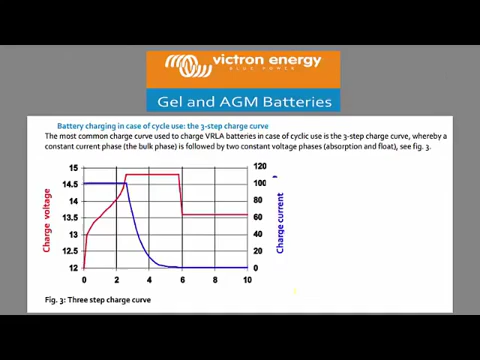 victron energy
BLUE POWER
Gel and AGM Batteries
Battery charging in case of cycle use: the 3-step charge curve
The most common charge curve used to charge VRLA batteries in case of cyclic use is the 3-step charge curve, whereby a
constant current phase (the bulk phase) is followed by two constant voltage phases (absorption and float), see fig. 3.
Charge voltage
15
14.5
14
13.5
13
12.5
12
120
100
80
60
40
20
0
Charge current
0 2 4 6 8 10
Fig. 3: Three step charge curve